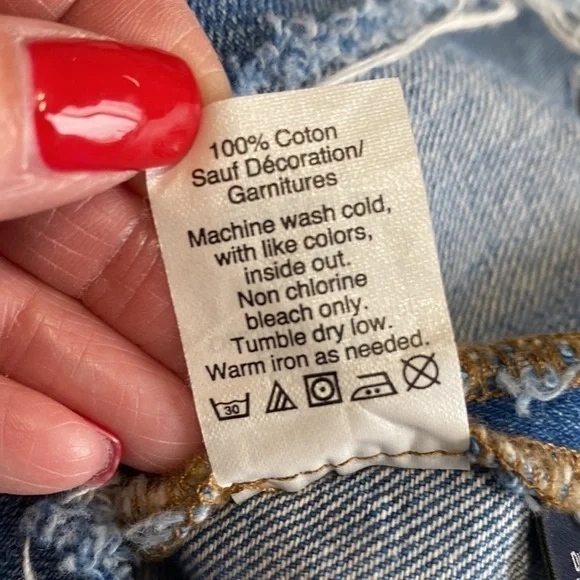 100% Coton
Sauf Décoration/
Garnitures
Machine wash cold,
with like colors,
inside out.
Non chlorine
bleach only.
Tumble dry low.
Warm iron as needed.
30